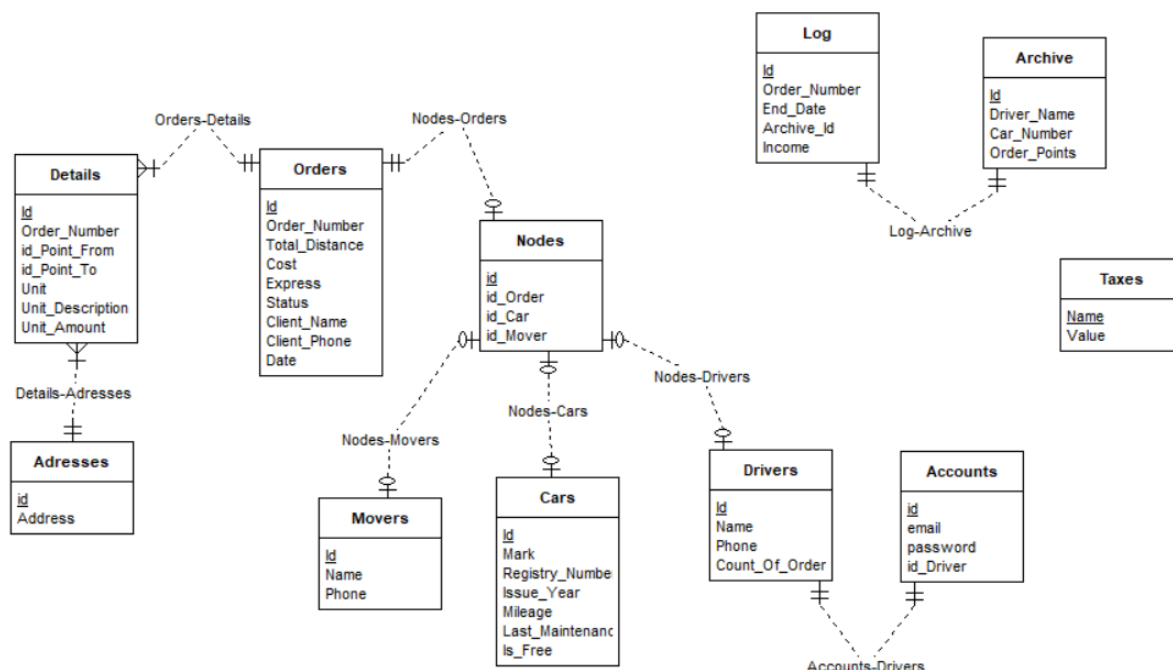 Log
Id
Order_Number
End_Date
Archive_Id
Income
Archive
Id
Driver_Name
Car_Number
Order_Points
Log-Archive
Orders-Details
Nodes-Orders
Details
Id
Order_Number
id_Point_From
id_Point_To
Unit
Unit_Description
Unit_Amount
Orders
Id
Order_Number
Total_Distance
Cost
Express
Status
Client_Name
Client_Phone
Date
Nodes
id
id_Order
id_Car
id_Mover
Taxes
Name
Value
Details-Adresses
Nodes-Movers
Nodes-Cars
Nodes-Drivers
Adresses
id
Address
Movers
Id
Name
Phone
Cars
Id
Mark
Registry_Number
Issue_Year
Mileage
Last_Maintenanc
Is_Free
Drivers
Id
Name
Phone
Count_Of_Order
Accounts
id
email
password
id_Driver
Accounts-Drivers